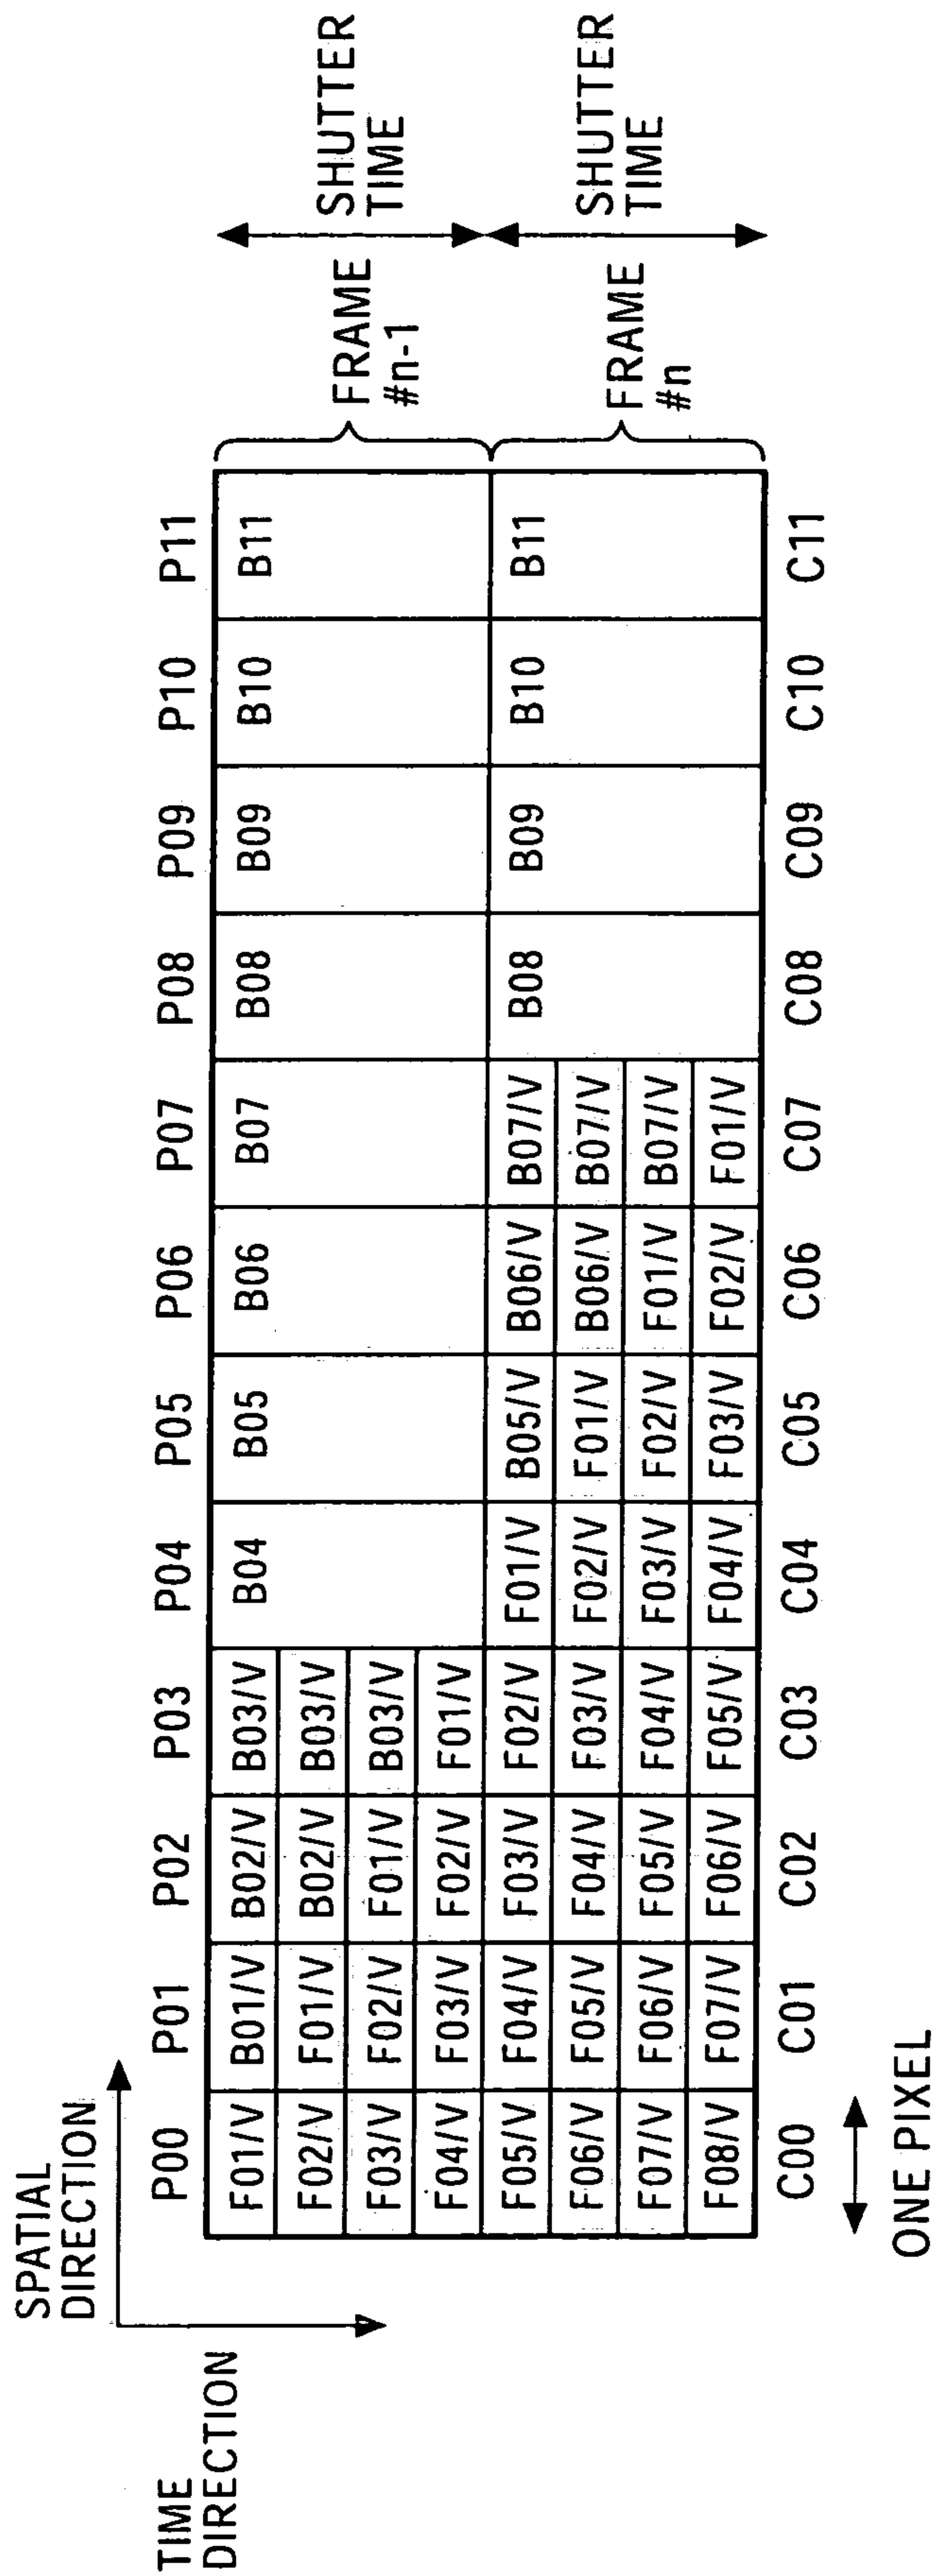 SPATIAL
DIRECTION
TIME
DIRECTION
P00 P01 P02 P03 P04 P05 P06 P07 P08 P09 P10 P11
F01/V B01/V B02/V B03/V B04 B05 B06 B07 B08 B09 B10 B11
F02/V F01/V B02/V B03/V
F03/V F02/V F01/V B03/V
F04/V F03/V F02/V F01/V
FRAME
#n-1
SHUTTER
TIME
F05/V F04/V F03/V F02/V F01/V B05/V B06/V B07/V B08 B09 B10 B11
F06/V F05/V F04/V F03/V F02/V F01/V B06/V B07/V
F07/V F06/V F05/V F04/V F03/V F02/V F01/V B07/V
F08/V F07/V F06/V F05/V F04/V F03/V F02/V F01/V
FRAME
#n
SHUTTER
TIME
C00 C01 C02 C03 C04 C05 C06 C07 C08 C09 C10 C11
ONE PIXEL